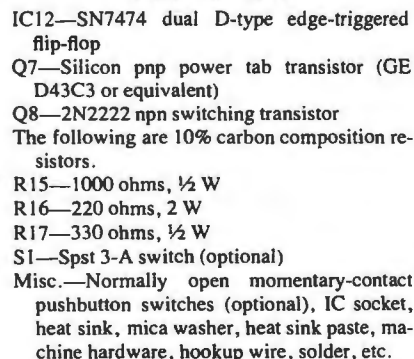 IC12—SN7474 dual D-type edge-triggered
flip-flop
Q7—Silicon pnp power tab transistor (GE
D43C3 or equivalent)
Q8—2N2222 npn switching transistor
The following are 10% carbon composition re-
sistors.
R15—1000 ohms, ½ W
R16—220 ohms, 2 W
R17—330 ohms, ½ W
S1—Spst 3-A switch (optional)
Misc.—Normally open momentary-contact
pushbutton switches (optional), IC socket,
heat sink, mica washer, heat sink paste, ma-
chine hardware, hookup wire, solder, etc.